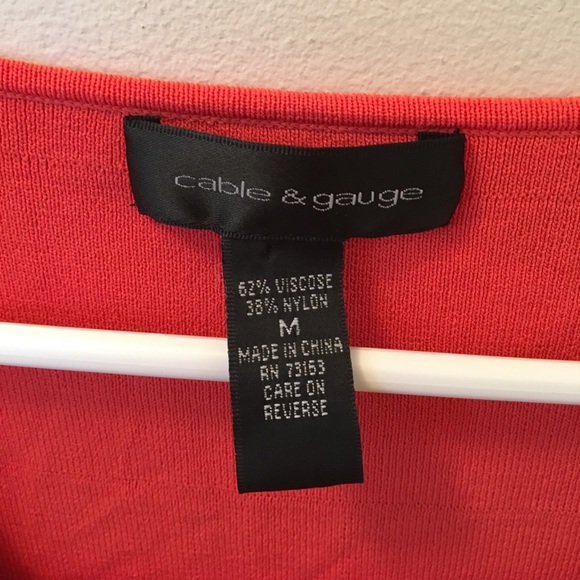 cable & gauge
62% VISCOSE
38% NYLON
M
MADE IN CHINA
RN 73153
CARE ON
REVERSE